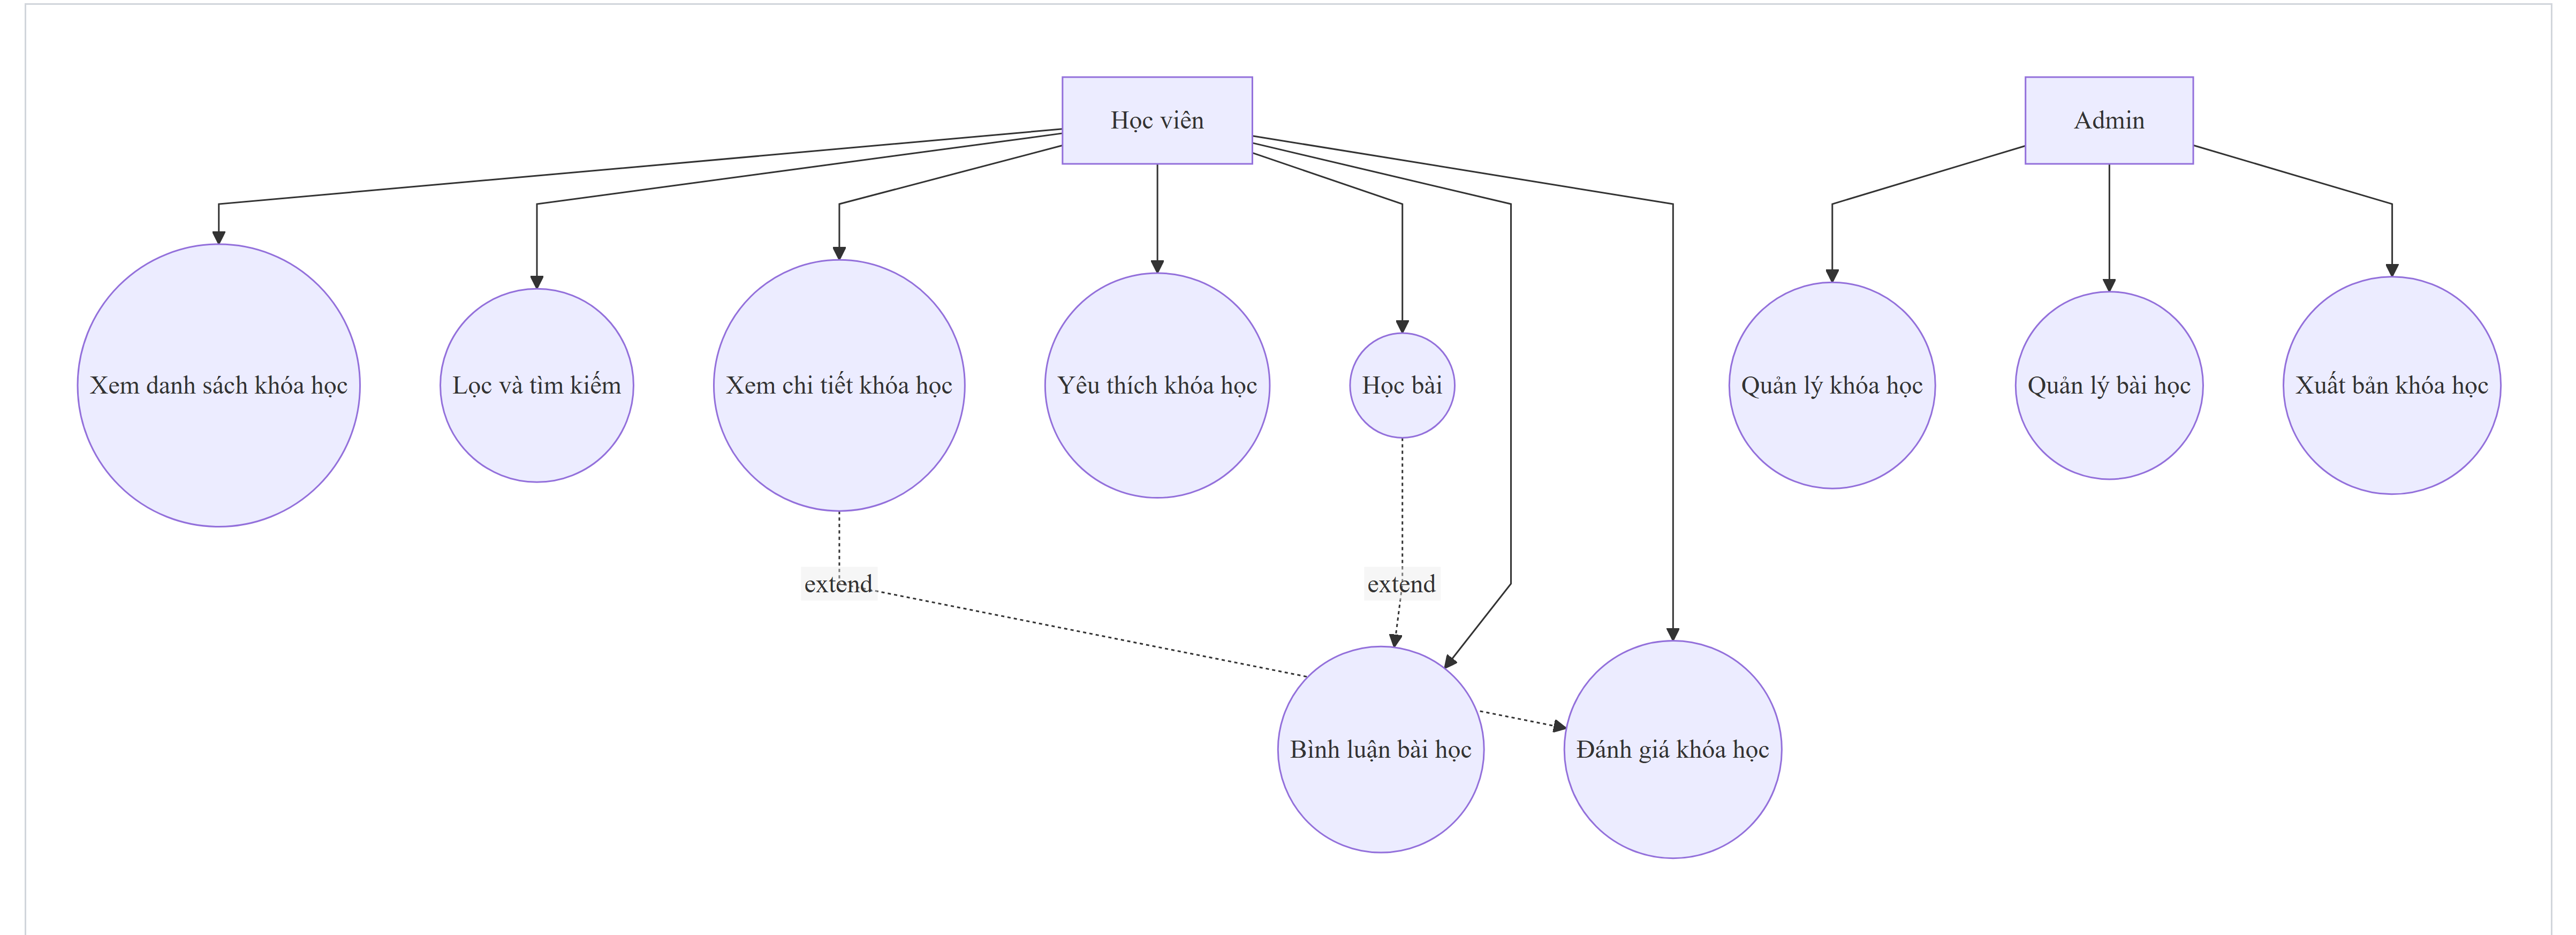 Học viên
Admin
Xem danh sách khóa học
Lọc và tìm kiếm
Xem chi tiết khóa học
Yêu thích khóa học
Học bài
Quản lý khóa học
Quản lý bài học
Xuất bản khóa học
extend
extend
Bình luận bài học
Đánh giá khóa học